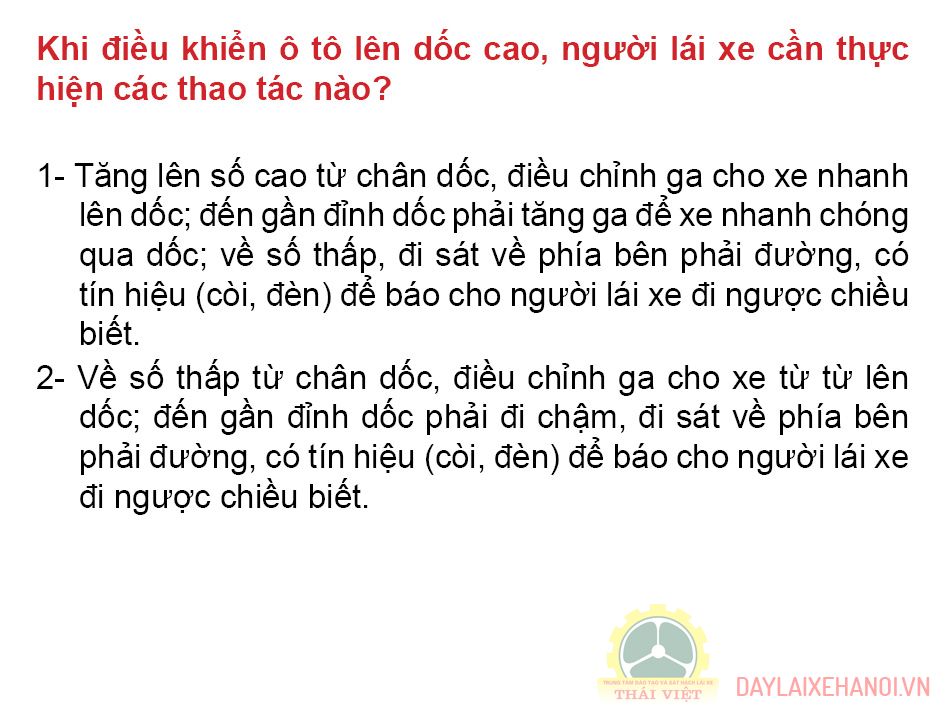 Khi điều khiển ô tô lên dốc cao, người lái xe cần thực
hiện các thao tác nào?
1- Tăng lên số cao từ chân dốc, điều chỉnh ga cho xe nhanh
lên dốc; đến gần đỉnh dốc phải tăng ga để xe nhanh chóng
qua dốc; về số thấp, đi sát về phía bên phải đường, có
tín hiệu (còi, đèn) để báo cho người lái xe đi ngược chiều
biết.
2- Về số thấp từ chân dốc, điều chỉnh ga cho xe từ từ lên
dốc; đến gần đỉnh dốc phải đi chậm, đi sát về phía bên
phải đường, có tín hiệu (còi, đèn) để báo cho người lái xe
đi ngược chiều biết.
TRUNG TÂM ĐÀO TẠO VÀ SÁT HẠCH LÁI XE
THÁI VIỆT
DAYLAIXEHANOI.VN